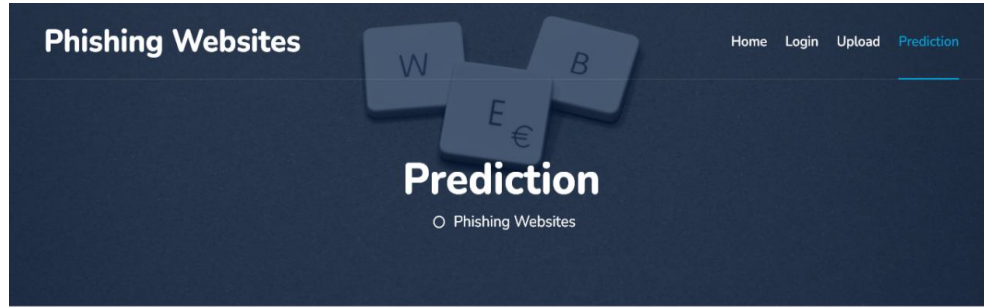 Phishing Websites
Home Login Upload Prediction
W B
E €
Prediction
Phishing Websites